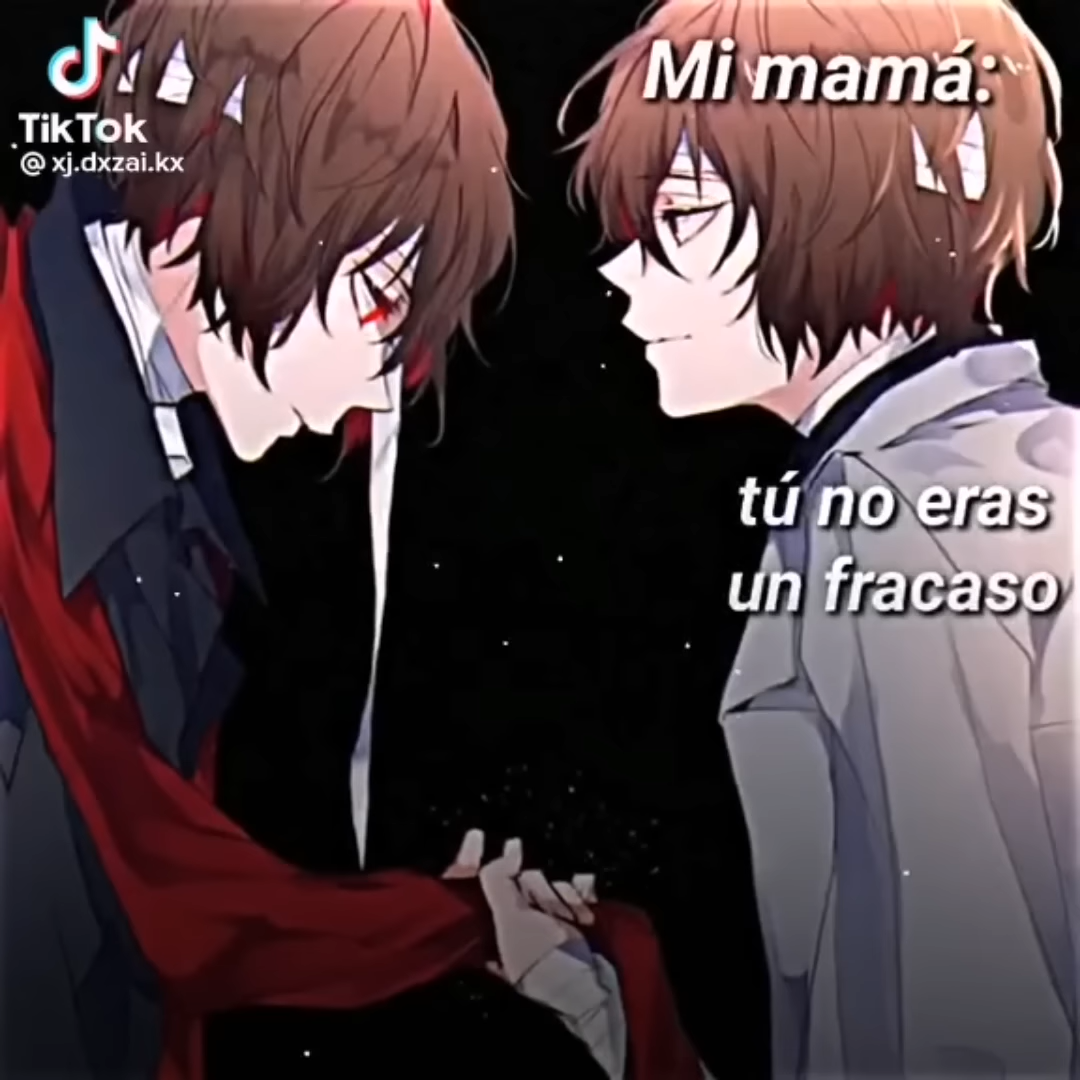 TikTok
@ xj.dxzai.kx
Mi mamá:
tú no eras
un fracaso